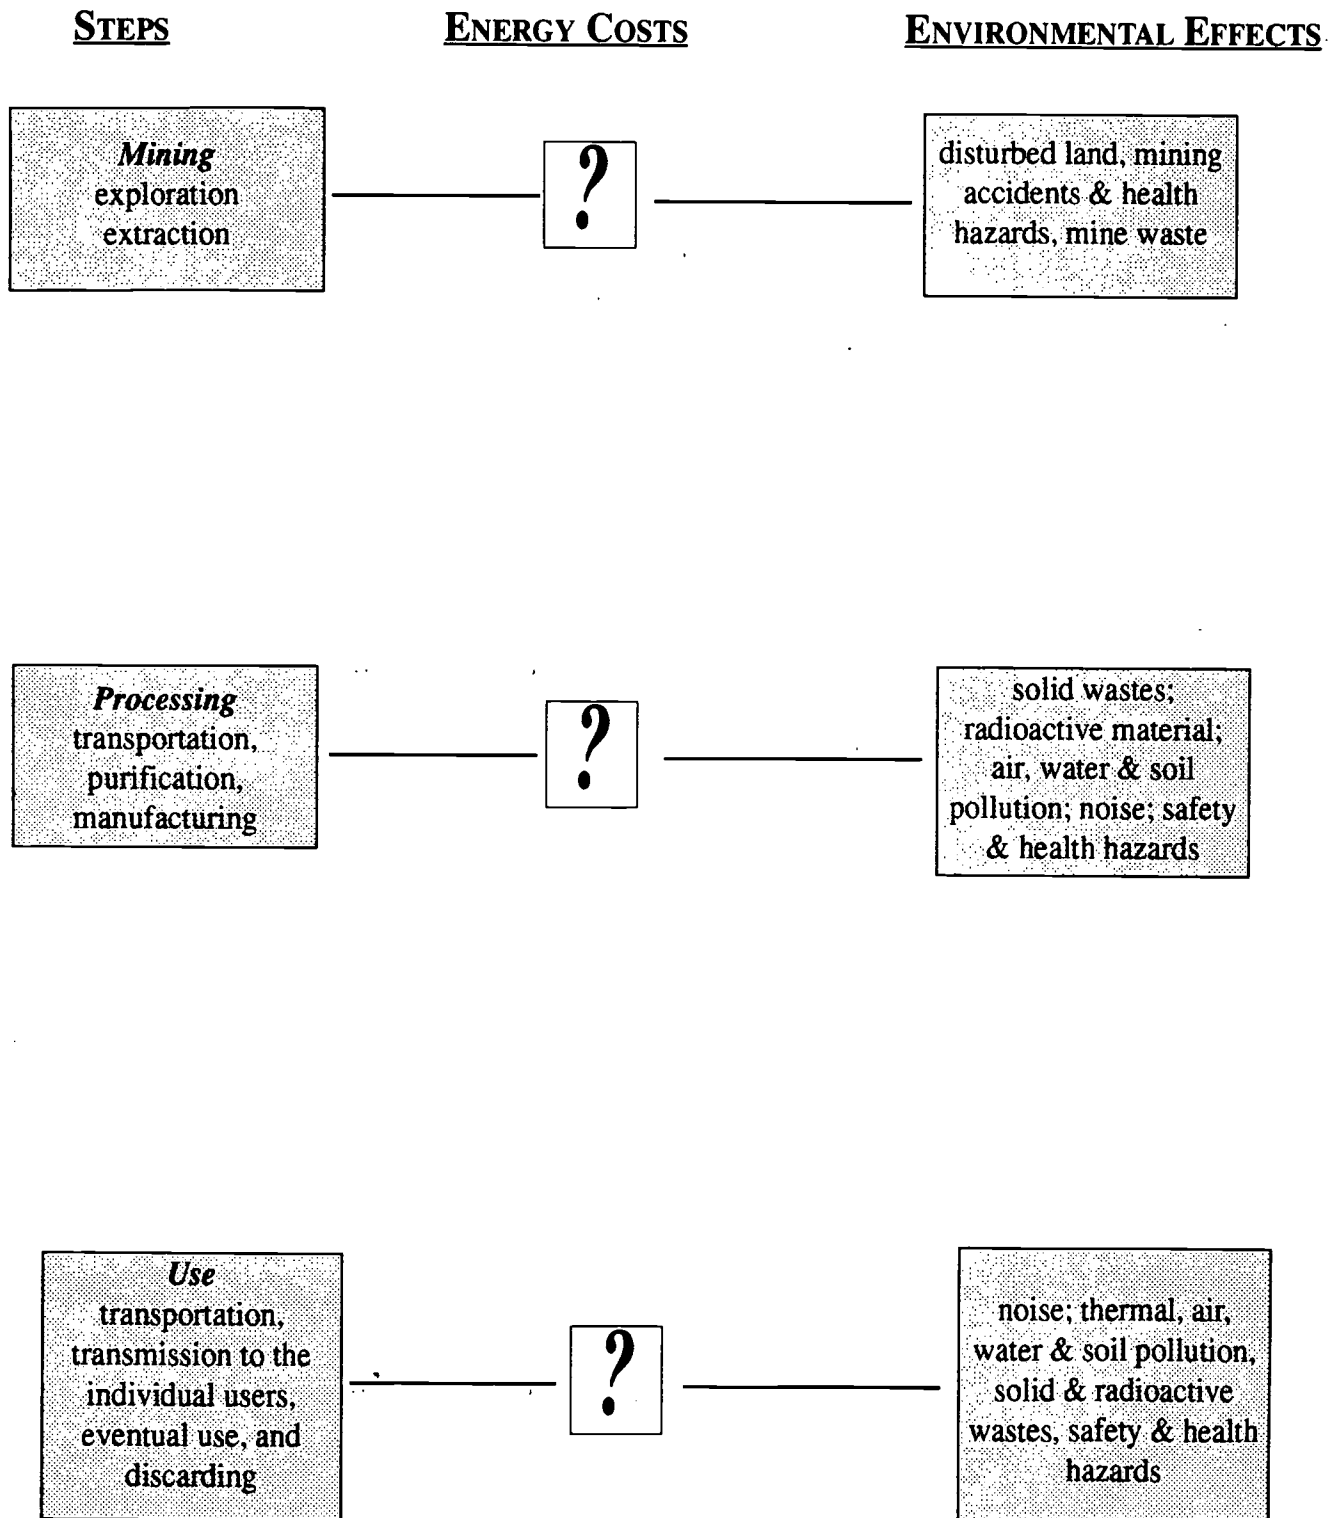 STEPS ENERGY COSTS ENVIRONMENTAL EFFECTS
Mining
exploration
extraction
?
disturbed land, mining
accidents & health
hazards, mine waste
Processing
transportation,
purification,
manufacturing
?
solid wastes;
radioactive material;
air, water & soil
pollution; noise; safety
& health hazards
Use
transportation,
transmission to the
individual users,
eventual use, and
discarding
?
noise; thermal, air,
water & soil pollution,
solid & radioactive
wastes, safety & health
hazards